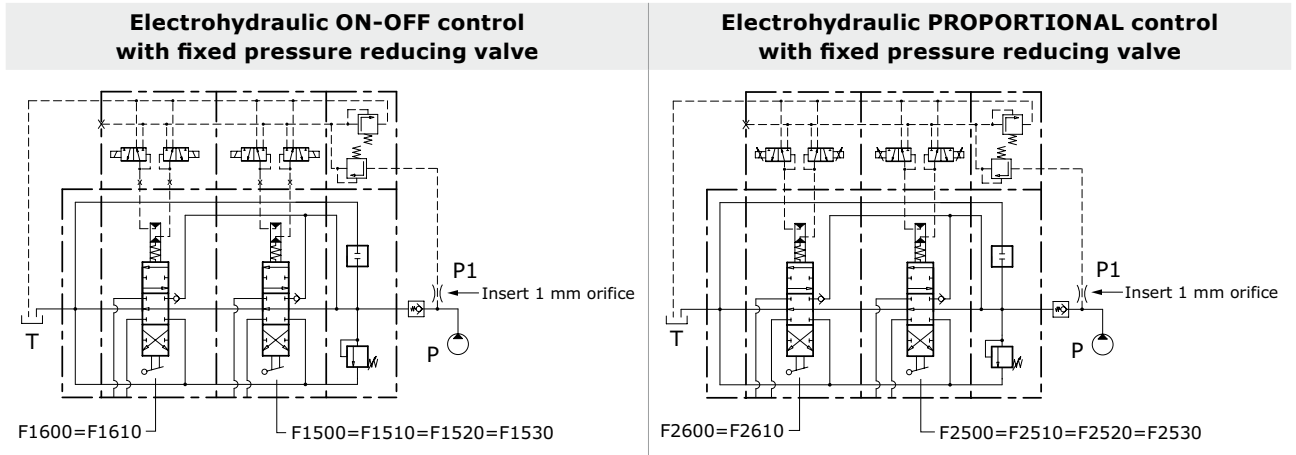 Electrohydraulic ON-OFF control
with fixed pressure reducing valve
P1
Insert 1 mm orifice
T
P
F1600=F1610
F1500=F1510=F1520=F1530
Electrohydraulic PROPORTIONAL control
with fixed pressure reducing valve
P1
Insert 1 mm orifice
T
P
F2600=F2610
F2500=F2510=F2520=F2530